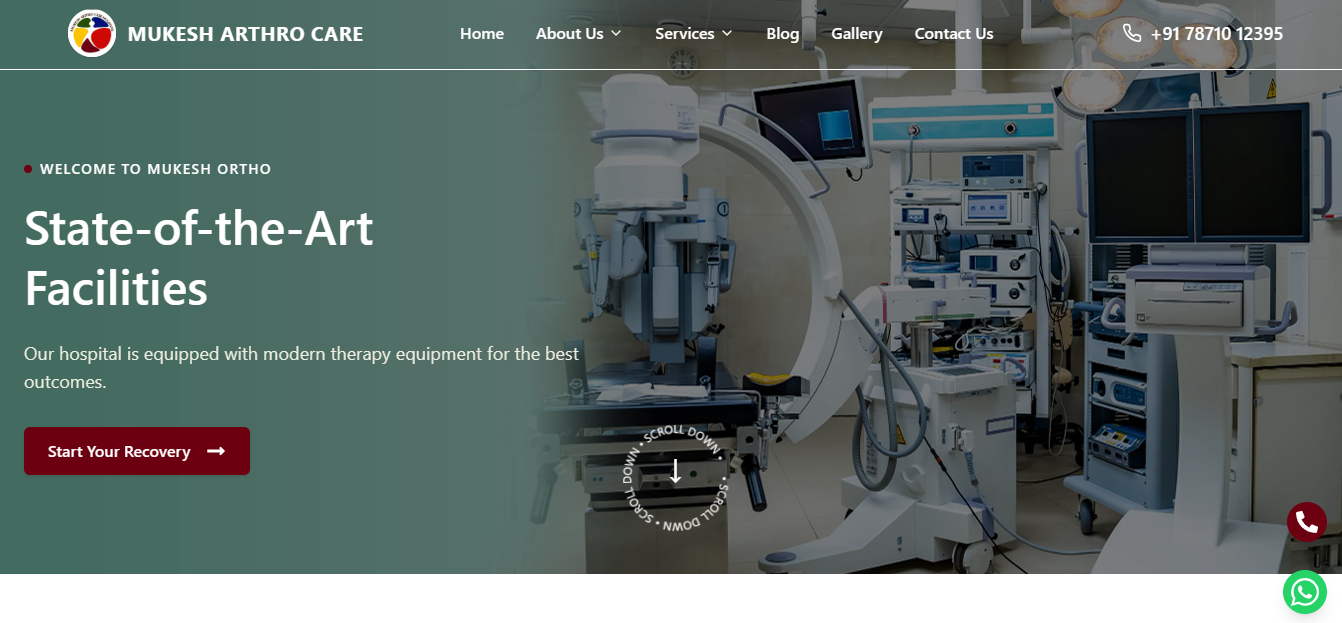 MUKESH ARTHRO CARE
Home
About Us
Services
Blog
Gallery
Contact Us
+91 78710 12395
WELCOME TO MUKESH ORTHO
State-of-the-Art
Facilities
Our hospital is equipped with modern therapy equipment for the best
outcomes.
Start Your Recovery
SCROLL DOWN • SCROLL DOWN • SCROLL DOWN •